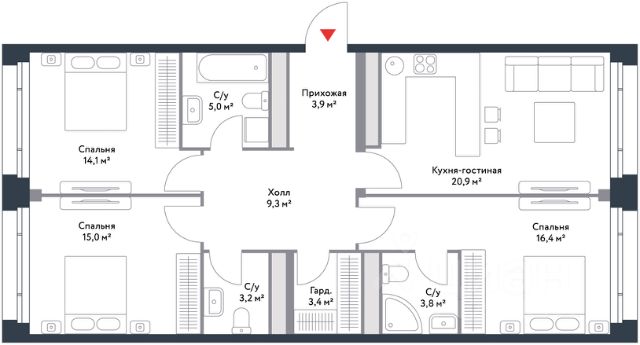 С/у
5,0 м²
Прихожая
3,9 м²
Спальня
14,1 м²
Кухня-гостиная
20,9 м²
Холл
9,3 м²
Спальня
15,0 м²
Спальня
16,4 м²
С/у
3,2 м²
Гард.
3,4 м²
С/у
3,8 м²